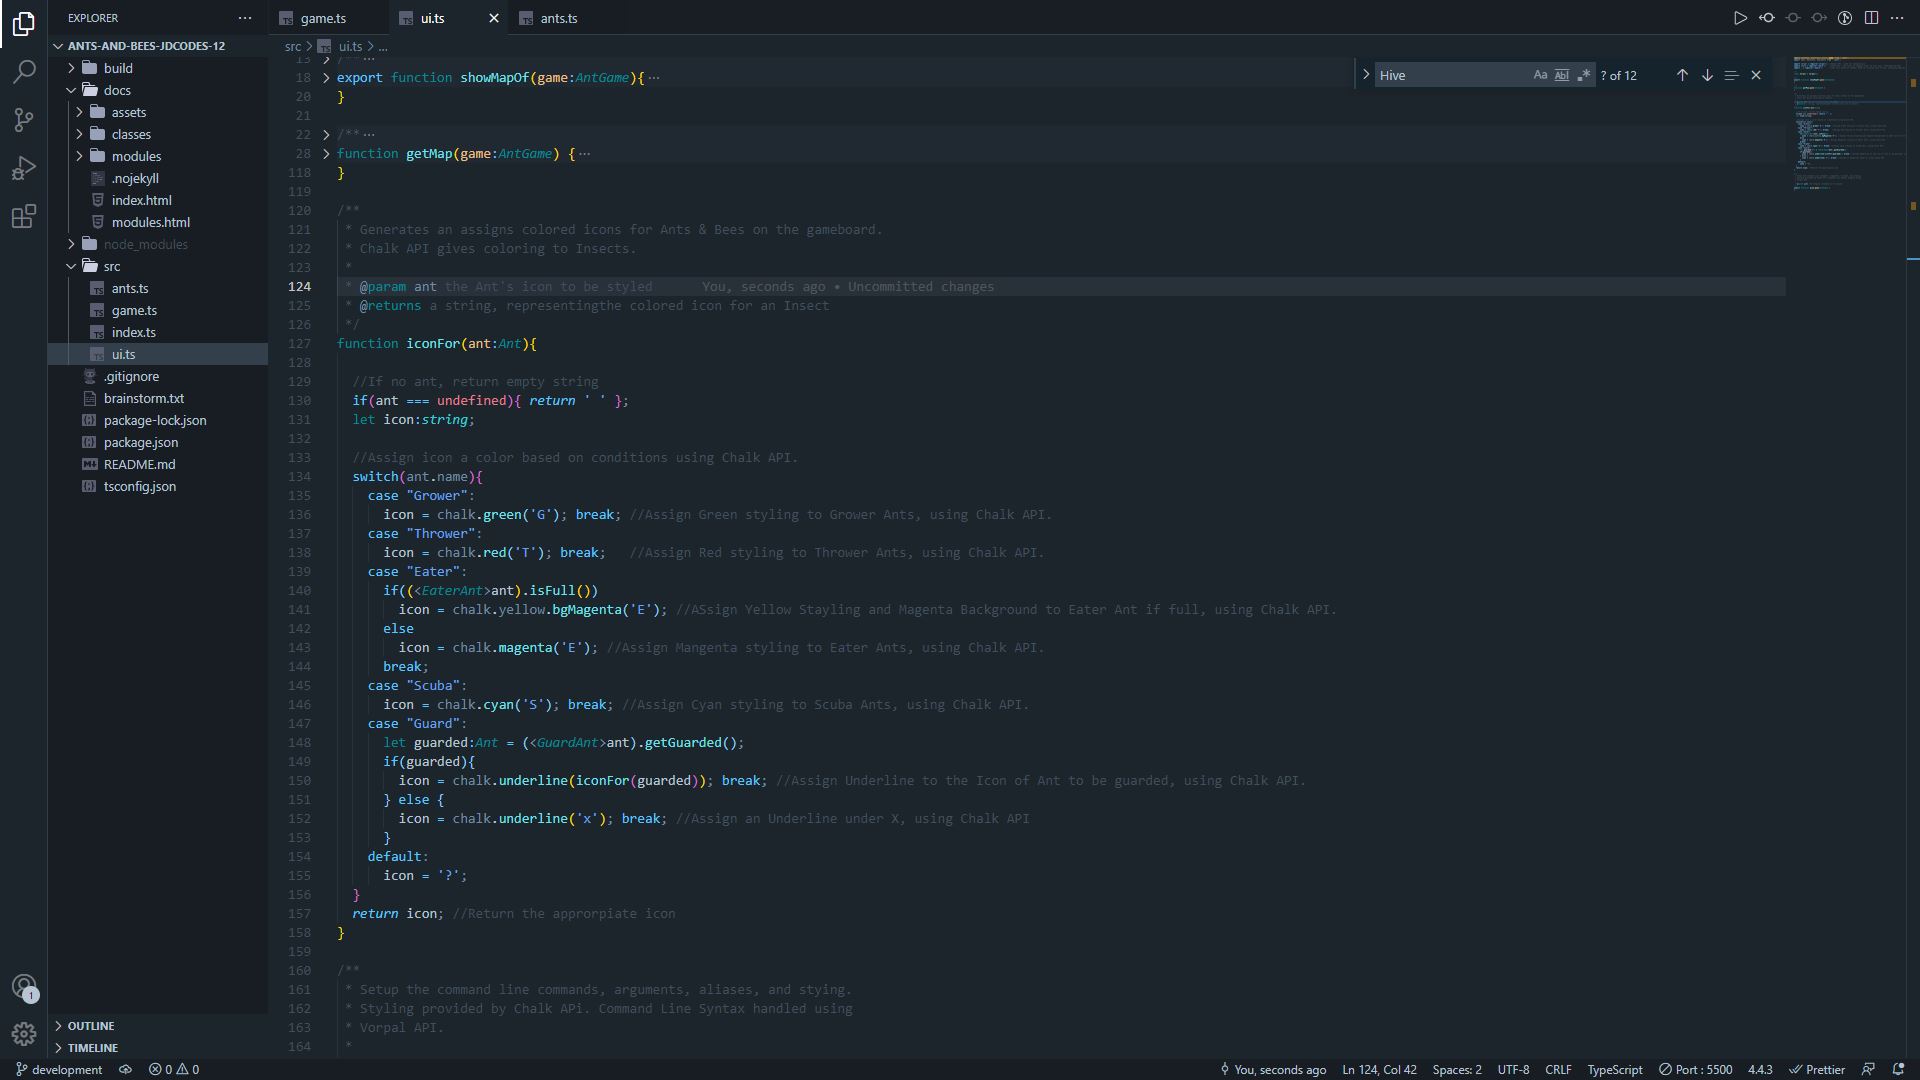 EXPLORER ···
game.ts
ui.ts
ants.ts
ANTS-AND-BEES-JDCODES-12
build
docs
assets
classes
modules
.nojekyll
index.html
modules.html
node_modules
src
ants.ts
game.ts
index.ts
ui.ts
.gitignore
brainstorm.txt
package-lock.json
package.json
README.md
tsconfig.json
OUTLINE
TIMELINE
src > ui.ts > ...
Hive
Aa Abl .* ? of 12
13 /** ···
18 export function showMapOf(game:AntGame){ ···
20 }
21
22 /** ···
28 function getMap(game:AntGame) { ···
118 }
119
120 /**
121 * Generates an assigns colored icons for Ants & Bees on the gameboard.
122 * Chalk API gives coloring to Insects.
123 *
124 * @param ant the Ant's icon to be styled You, seconds ago • Uncommitted changes
125 * @returns a string, representingthe colored icon for an Insect
126 */
127 function iconFor(ant:Ant){
128
129 //If no ant, return empty string
130 if(ant === undefined){ return ' ' };
131 let icon:string;
132
133 //Assign icon a color based on conditions using Chalk API.
134 switch(ant.name){
135 case "Grower":
136 icon = chalk.green('G'); break; //Assign Green styling to Grower Ants, using Chalk API.
137 case "Thrower":
138 icon = chalk.red('T'); break; //Assign Red styling to Thrower Ants, using Chalk API.
139 case "Eater":
140 if((<EaterAnt>ant).isFull())
141 icon = chalk.yellow.bgMagenta('E'); //ASsign Yellow Stayling and Magenta Background to Eater Ant if full, using Chalk API.
142 else
143 icon = chalk.magenta('E'); //Assign Mangenta styling to Eater Ants, using Chalk API.
144 break;
145 case "Scuba":
146 icon = chalk.cyan('S'); break; //Assign Cyan styling to Scuba Ants, using Chalk API.
147 case "Guard":
148 let guarded:Ant = (<GuardAnt>ant).getGuarded();
149 if(guarded){
150 icon = chalk.underline(iconFor(guarded)); break; //Assign Underline to the Icon of Ant to be guarded, using Chalk API.
151 } else {
152 icon = chalk.underline('x'); break; //Assign an Underline under X, using Chalk API
153 }
154 default:
155 icon = '?';
156 }
157 return icon; //Return the approrpiate icon
158 }
159
160 /**
161 * Setup the command line commands, arguments, aliases, and stying.
162 * Styling provided by Chalk APi. Command Line Syntax handled using
163 * Vorpal API.
164 *
1
development 0 0 You, seconds ago Ln 124, Col 42 Spaces: 2 UTF-8 CRLF TypeScript Port : 5500 4.4.3 Prettier